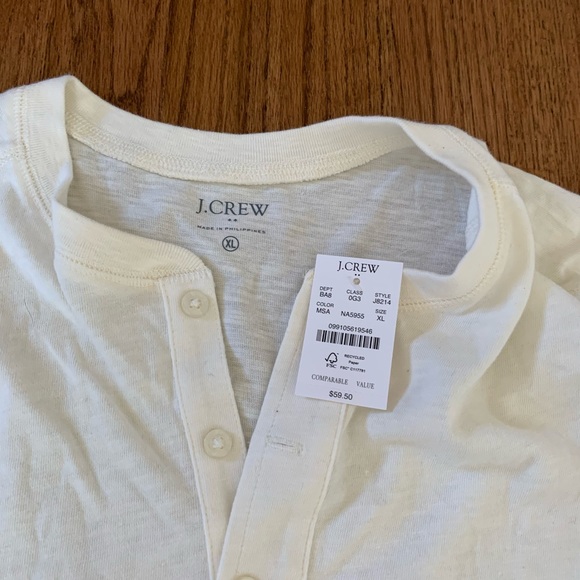 J.CREW
MADE IN PHILIPPINES
XL
J.CREW
DEPT CLASS STYLE
BA8 0G3 J8214
COLOR SIZE
MSA NA5955 XL
099105619546
FSC
RECYCLED
Paper
COMPARABLE VALUE
$59.50